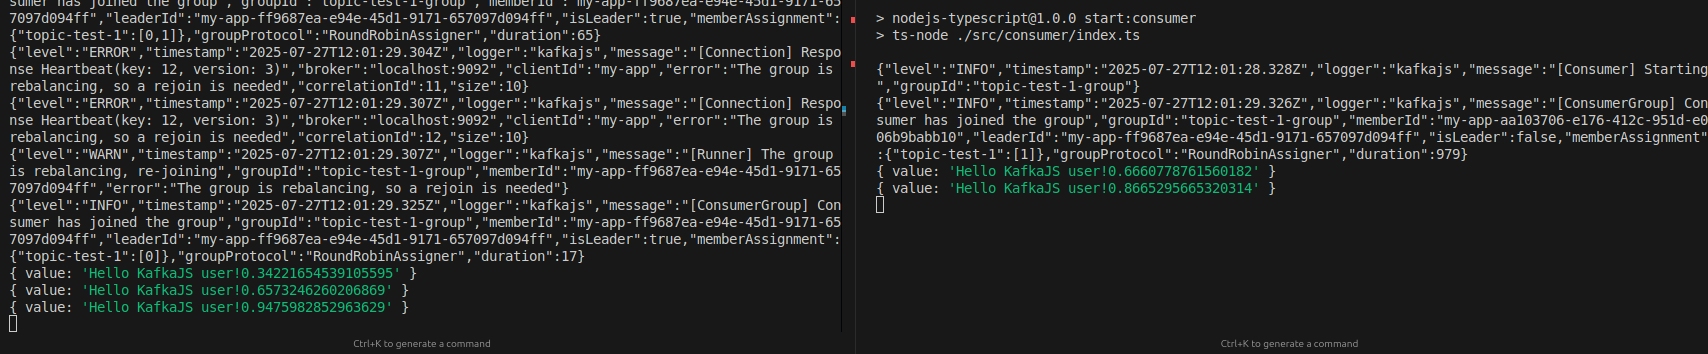 sumer has joined the group","groupId":"topic-test-1-group","memberId":"my-app-ff9687ea-e94e-45d1-9171-65
7097d094ff","leaderId":"my-app-ff9687ea-e94e-45d1-9171-657097d094ff","isLeader":true,"memberAssignment":
{"topic-test-1":[0,1]},"groupProtocol":"RoundRobinAssigner","duration":65}
{"level":"ERROR","timestamp":"2025-07-27T12:01:29.304Z","logger":"kafkajs","message":"[Connection] Respo
nse Heartbeat(key: 12, version: 3)","broker":"localhost:9092","clientId":"my-app","error":"The group is
rebalancing, so a rejoin is needed","correlationId":11,"size":10}
{"level":"ERROR","timestamp":"2025-07-27T12:01:29.307Z","logger":"kafkajs","message":"[Connection] Respo
nse Heartbeat(key: 12, version: 3)","broker":"localhost:9092","clientId":"my-app","error":"The group is
rebalancing, so a rejoin is needed","correlationId":12,"size":10}
{"level":"WARN","timestamp":"2025-07-27T12:01:29.307Z","logger":"kafkajs","message":"[Runner] The group
is rebalancing, re-joining","groupId":"topic-test-1-group","memberId":"my-app-ff9687ea-e94e-45d1-9171-65
7097d094ff","error":"The group is rebalancing, so a rejoin is needed"}
{"level":"INFO","timestamp":"2025-07-27T12:01:29.325Z","logger":"kafkajs","message":"[ConsumerGroup] Con
sumer has joined the group","groupId":"topic-test-1-group","memberId":"my-app-ff9687ea-e94e-45d1-9171-65
7097d094ff","leaderId":"my-app-ff9687ea-e94e-45d1-9171-657097d094ff","isLeader":true,"memberAssignment":
{"topic-test-1":[0]},"groupProtocol":"RoundRobinAssigner","duration":17}
{ value: 'Hello KafkaJS user!0.34221654539105595' }
{ value: 'Hello KafkaJS user!0.6573246260206869' }
{ value: 'Hello KafkaJS user!0.9475982852963629' }
Ctrl+K to generate a command
> nodejs-typescript@1.0.0 start:consumer
> ts-node ./src/consumer/index.ts
{"level":"INFO","timestamp":"2025-07-27T12:01:28.328Z","logger":"kafkajs","message":"[Consumer] Starting
","groupId":"topic-test-1-group"}
{"level":"INFO","timestamp":"2025-07-27T12:01:29.326Z","logger":"kafkajs","message":"[ConsumerGroup] Con
sumer has joined the group","groupId":"topic-test-1-group","memberId":"my-app-aa103706-e176-412c-951d-e0
06b9babb10","leaderId":"my-app-ff9687ea-e94e-45d1-9171-657097d094ff","isLeader":false,"memberAssignment"
:{"topic-test-1":[1]},"groupProtocol":"RoundRobinAssigner","duration":979}
{ value: 'Hello KafkaJS user!0.6660778761560182' }
{ value: 'Hello KafkaJS user!0.8665295665320314' }
Ctrl+K to generate a command